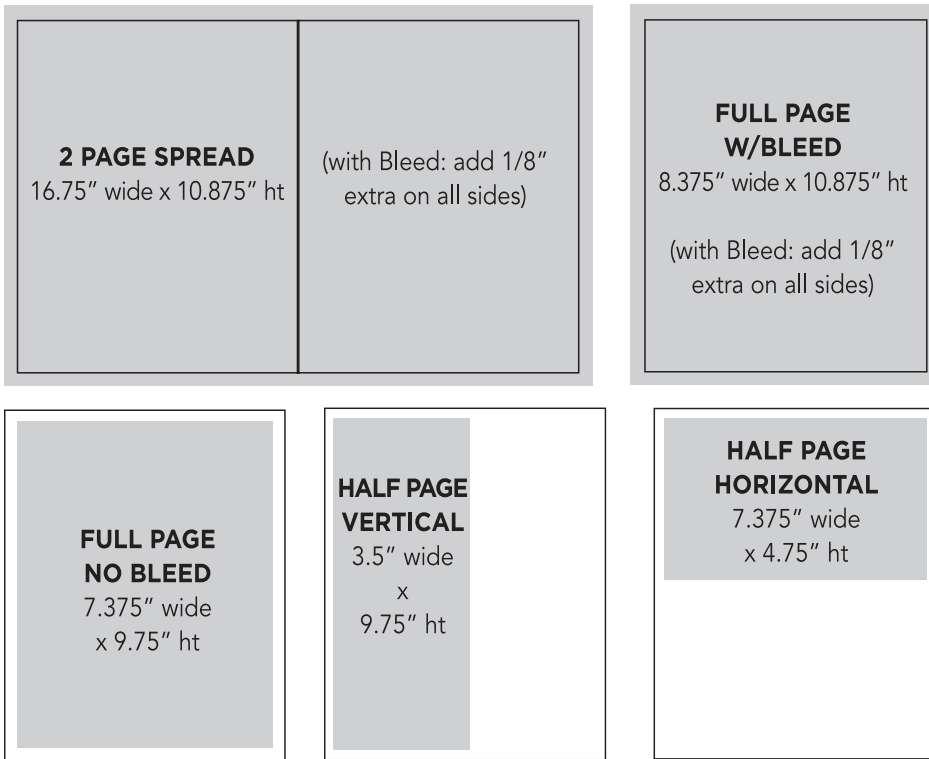 2 PAGE SPREAD
16.75” wide x 10.875” ht
(with Bleed: add 1/8”
extra on all sides)
FULL PAGE
W/BLEED
8.375” wide x 10.875” ht
(with Bleed: add 1/8”
extra on all sides)
FULL PAGE
NO BLEED
7.375” wide
x 9.75” ht
HALF PAGE
VERTICAL
3.5” wide
x
9.75” ht
HALF PAGE
HORIZONTAL
7.375” wide
x 4.75” ht